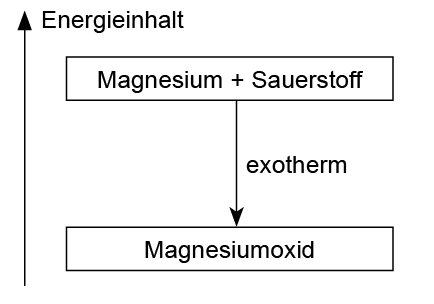 Energieinhalt
Magnesium + Sauerstoff
exotherm
Magnesiumoxid